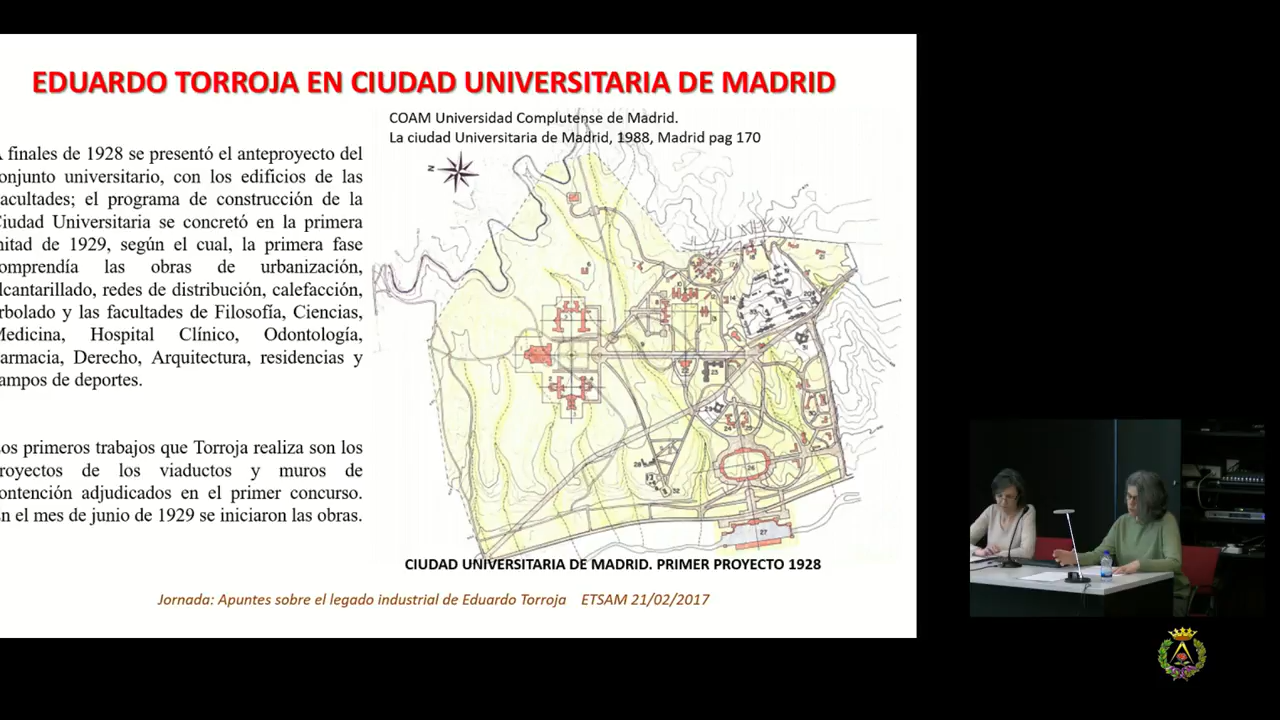 EDUARDO TORROJA EN CIUDAD UNIVERSITARIA DE MADRID
COAM Universidad Complutense de Madrid.
La ciudad Universitaria de Madrid, 1988, Madrid pag 170
finales de 1928 se presentó el anteproyecto del
onjunto universitario, con los edificios de las
acultades; el programa de construcción de la
iudad Universitaria se concretó en la primera
itad de 1929, según el cual, la primera fase
omprendía las obras de urbanización,
lcantarillado, redes de distribución, calefacción,
rbolado y las facultades de Filosofía, Ciencias,
edicina, Hospital Clínico, Odontología,
armacia, Derecho, Arquitectura, residencias y
ampos de deportes.
os primeros trabajos que Torroja realiza son los
royectos de los viaductos y muros de
ontención adjudicados en el primer concurso.
n el mes de junio de 1929 se iniciaron las obras.
N
26
27
CIUDAD UNIVERSITARIA DE MADRID. PRIMER PROYECTO 1928
Jornada: Apuntes sobre el legado industrial de Eduardo Torroja ETSAM 21/02/2017